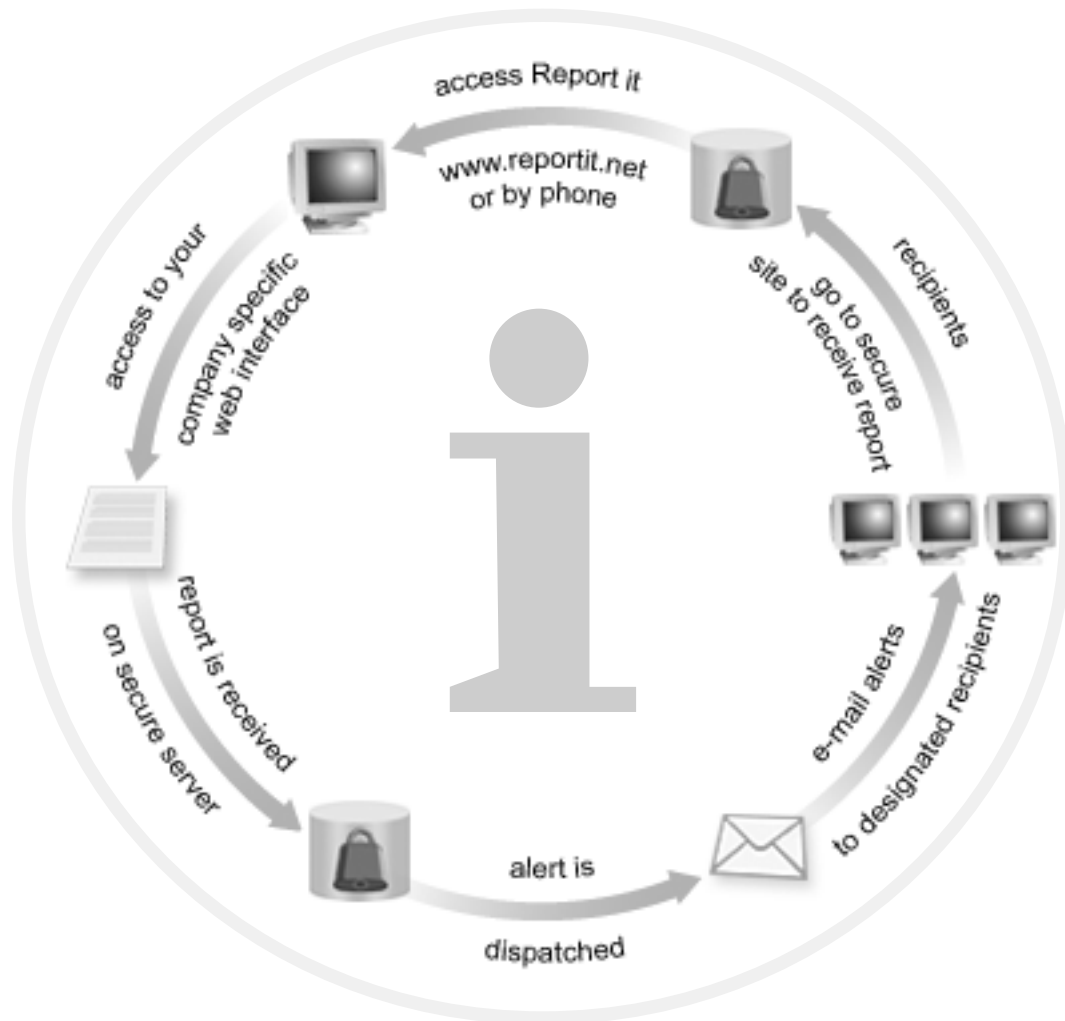 access Report it
www.reportit.net
or by phone
access to your
company specific
web interface
report is received
on secure server
alert is
dispatched
e-mail alerts
to designated recipients
recipients
go to secure
site to receive report
i